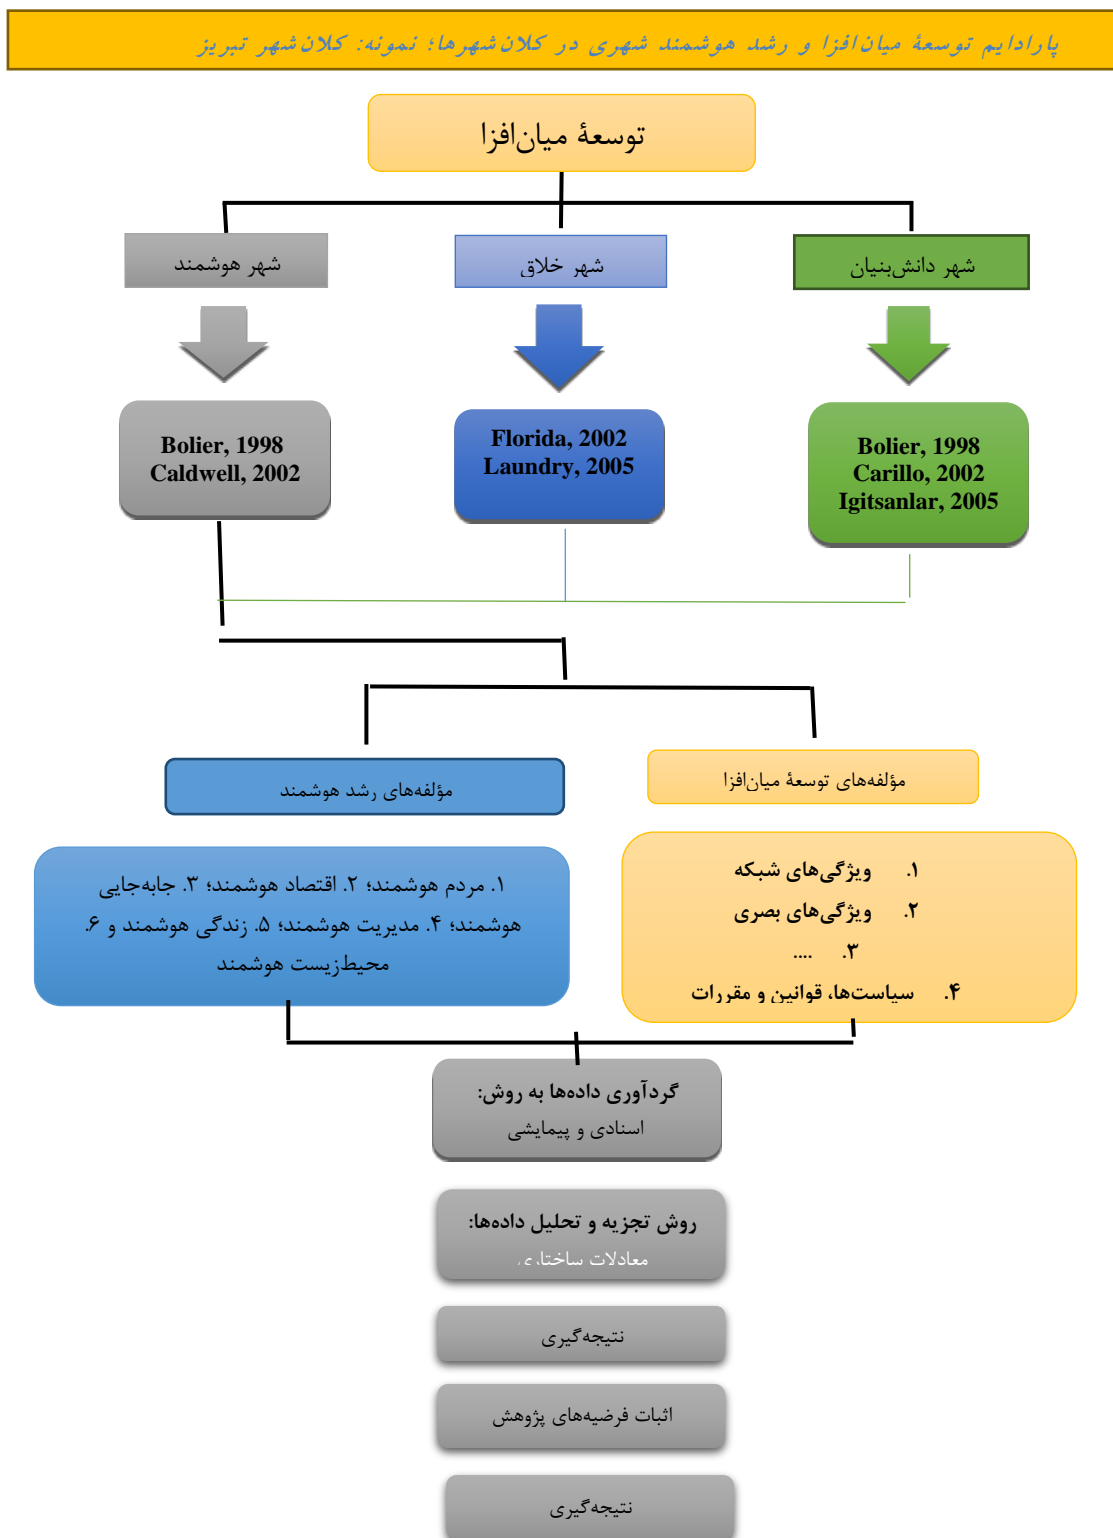 پارادایم توسعۀ میان‌افزا و رشد هوشمند شهری در کلان‌شهرها؛ نمونه: کلان‌شهر تبریز
توسعۀ میان‌افزا
شهر دانش‌بنیان
شهر خلاق
شهر هوشمند
Bolier, 1998
Carillo, 2002
Igitsanlar, 2005
Florida, 2002
Laundry, 2005
Bolier, 1998
Caldwell, 2002
مؤلفه‌های توسعۀ میان‌افزا
مؤلفه‌های رشد هوشمند
۱. ویژگی‌های شبکه
۲. ویژگی‌های بصری
۳. ....
۴. سیاست‌ها، قوانین و مقررات
۱. مردم هوشمند؛ ۲. اقتصاد هوشمند؛ ۳. جابه‌جایی
هوشمند؛ ۴. مدیریت هوشمند؛ ۵. زندگی هوشمند و ۶.
محیط‌زیست هوشمند
گردآوری داده‌ها به روش:
اسنادی و پیمایشی
روش تجزیه و تحلیل داده‌ها:
معادلات ساختاری
نتیجه‌گیری
اثبات فرضیه‌های پژوهش
نتیجه‌گیری